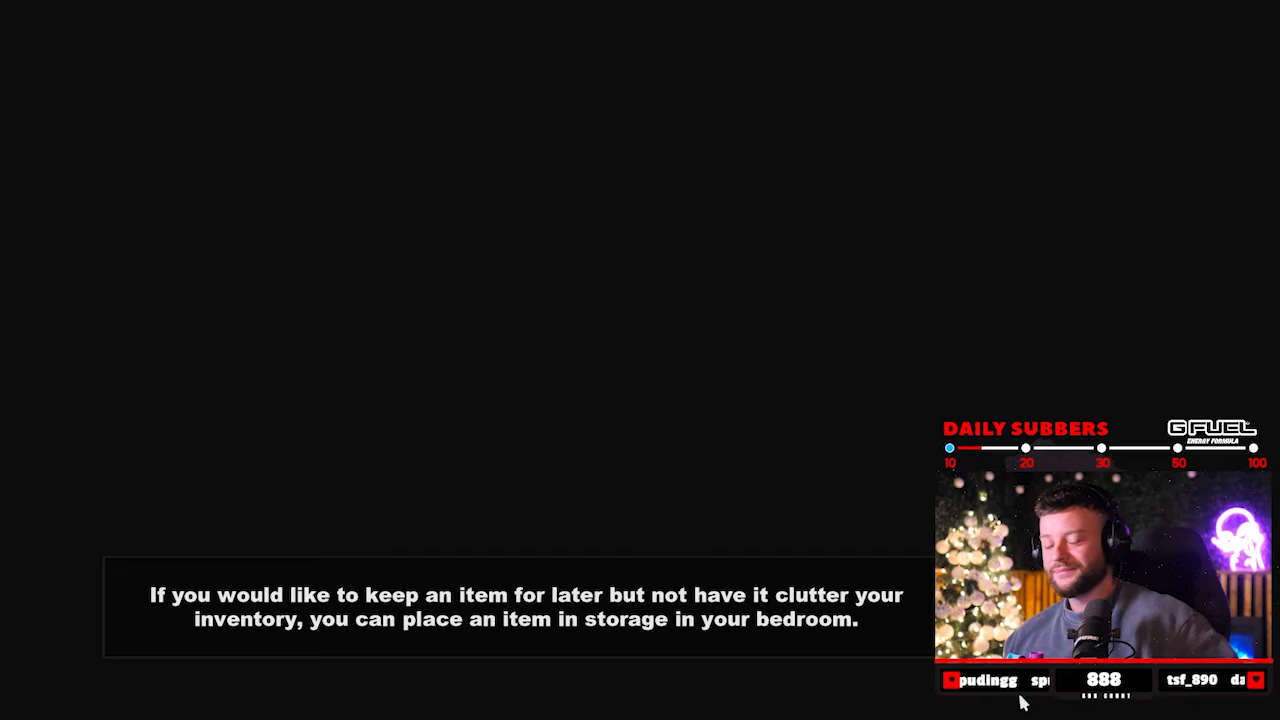 DAILY SUBBERS
G FUEL
ENERGY FORMULA
10 20 30 50 100
If you would like to keep an item for later but not have it clutter your
inventory, you can place an item in storage in your bedroom.
pudingg
888
tsf_890
SUB COUNT